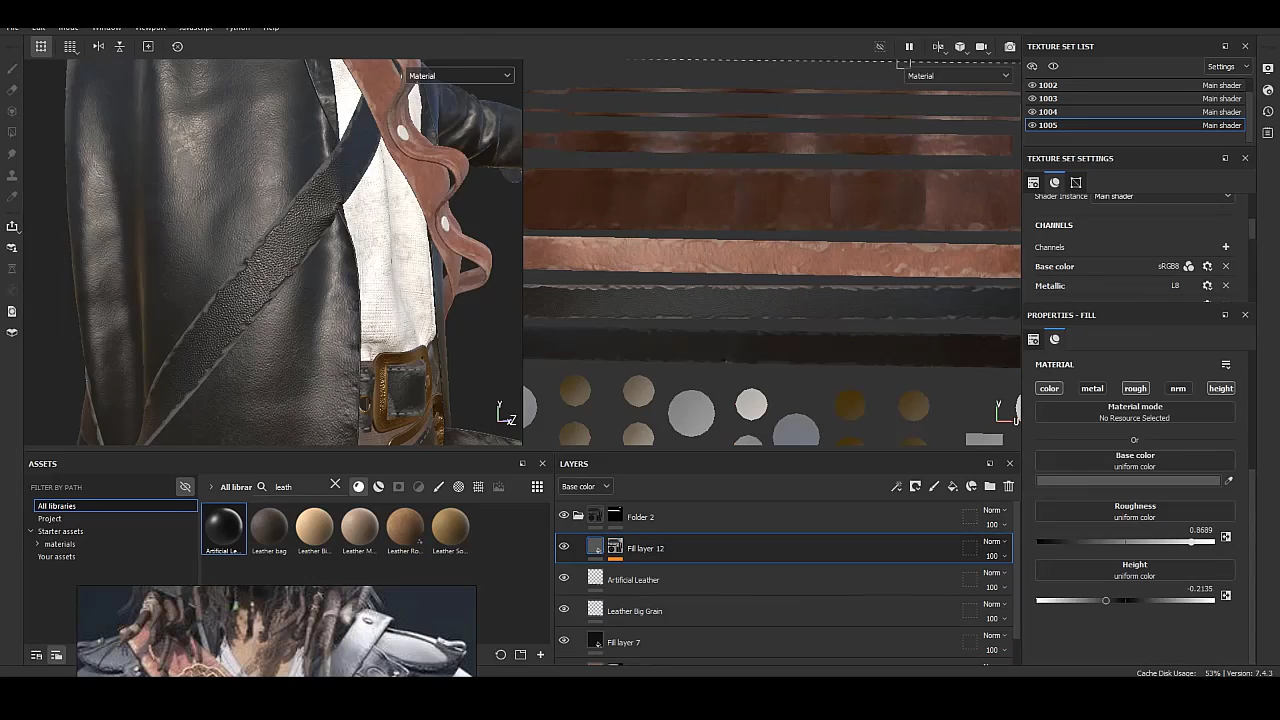 Material
Material
TEXTURE SET LIST
Settings
1002 Main shader
1003 Main shader
1004 Main shader
1005 Main shader
TEXTURE SET SETTINGS
Shader Instance Main shader
CHANNELS
Channels
Base color sRGB8
Metallic L8
PROPERTIES - FILL
MATERIAL
color metal rough nrm height
Material mode
No Resource Selected
Or
Base color
uniform color
Roughness
uniform color
0.8689
Height
uniform color
-0.2135
ASSETS
FILTER BY PATH
All librar leath
All libraries
Project
Starter assets
materials
Your assets
Artificial Le...
Leather bag
Leather Bi...
Leather M...
Leather Ro...
Leather So...
LAYERS
Base color
Folder 2 Norm 100
Fill layer 12 Norm 100
Artificial Leather Norm 100
Leather Big Grain Norm 100
Fill layer 7 Norm 100
Cache Disk Usage: 53% | Version: 7.4.3